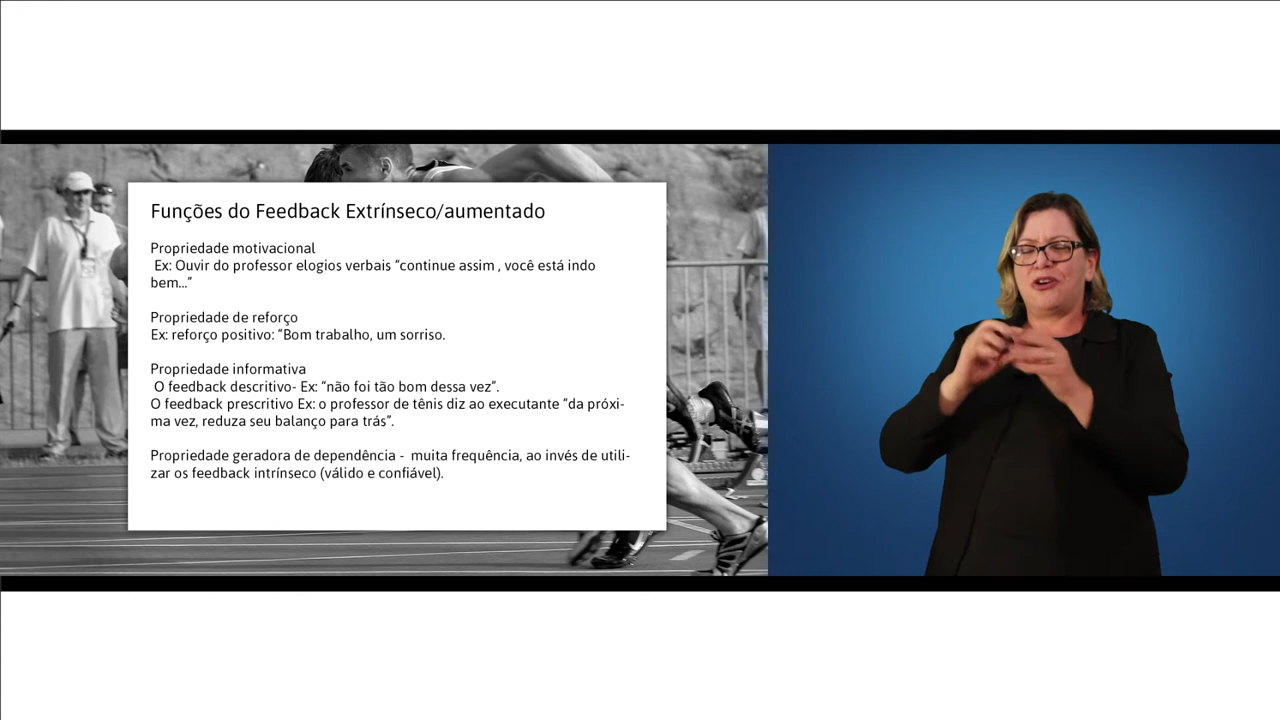 Funções do Feedback Extrínseco/aumentado
Propriedade motivacional
Ex: Ouvir do professor elogios verbais “continue assim , você está indo
bem...”
Propriedade de reforço
Ex: reforço positivo: “Bom trabalho, um sorriso.
Propriedade informativa
O feedback descritivo- Ex: “não foi tão bom dessa vez”.
O feedback prescritivo Ex: o professor de tênis diz ao executante “da próxi-
ma vez, reduza seu balanço para trás”.
Propriedade geradora de dependência - muita frequência, ao invés de utili-
zar os feedback intrínseco (válido e confiável).